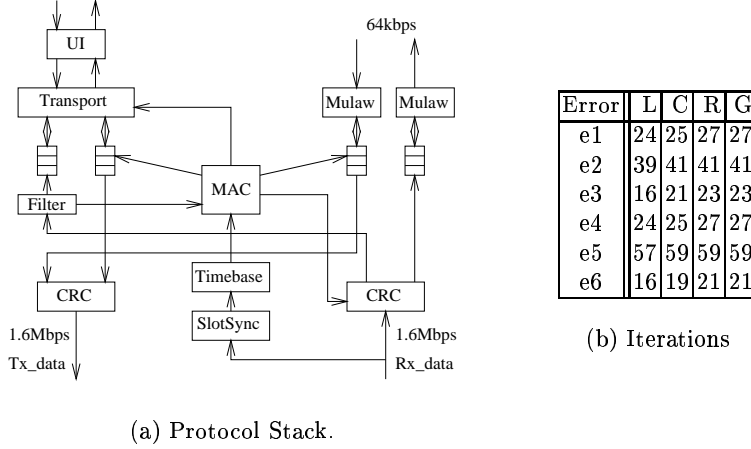 UI
64kbps
Transport
Mulaw
Mulaw
MAC
Filter
Timebase
CRC
CRC
SlotSync
1.6Mbps
1.6Mbps
Tx_data
Rx_data
(a) Protocol Stack.
Error L C R G
e1 24 25 27 27
e2 39 41 41 41
e3 16 21 23 23
e4 24 25 27 27
e5 57 59 59 59
e6 16 19 21 21
(b) Iterations